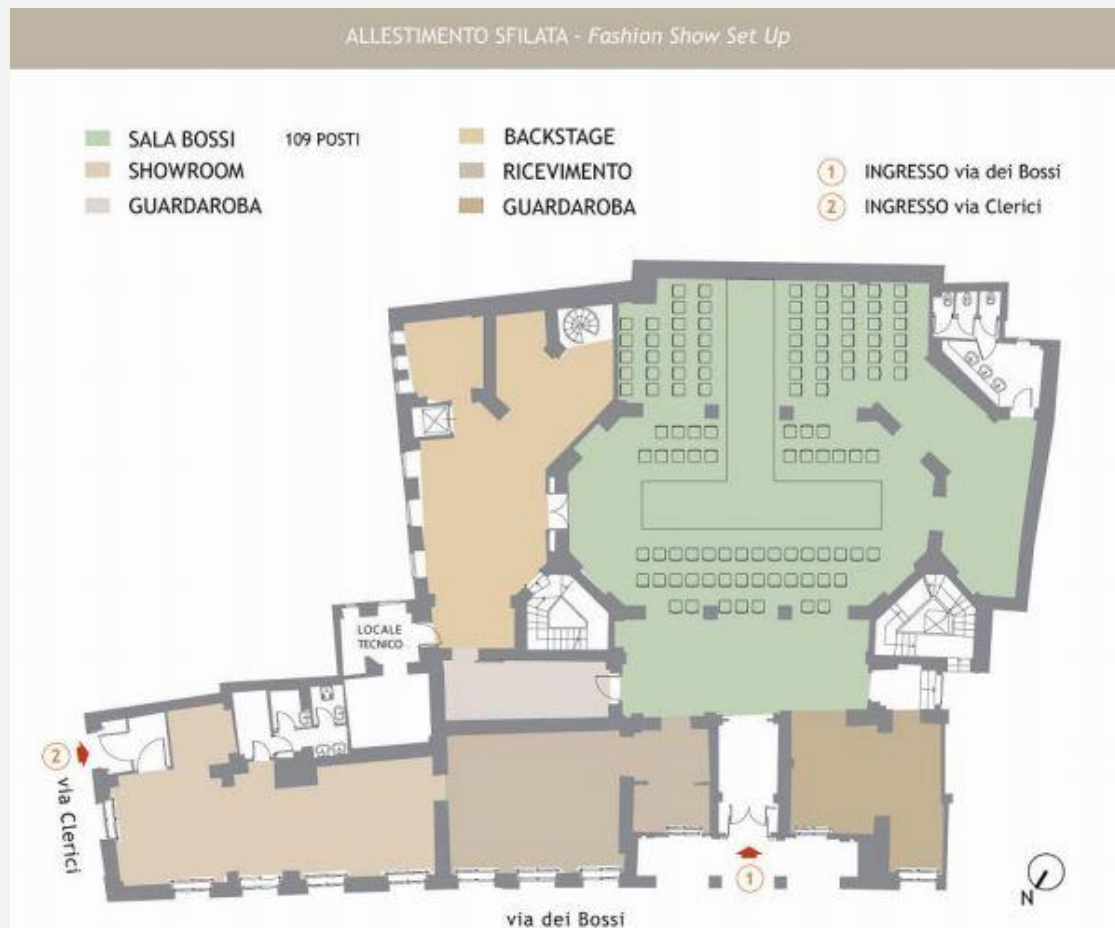 ALLESTIMENTO SFILATA - Fashion Show Set Up
SALA BOSSI 109 POSTI
SHOWROOM
GUARDAROBA
BACKSTAGE
RICEVIMENTO
GUARDAROBA
1 INGRESSO via dei Bossi
2 INGRESSO via Clerici
LOCALE
TECNICO
2
via Clerici
1
N
via dei Bossi